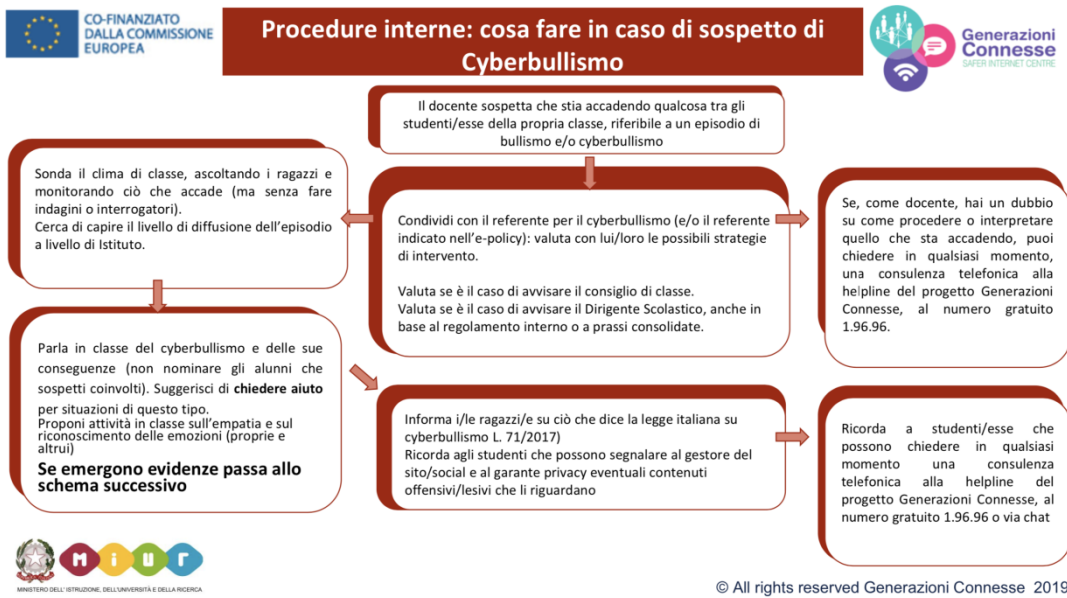 CO-FINANZIATO
DALLA COMMISSIONE
EUROPEA
Procedure interne: cosa fare in caso di sospetto di
Cyberbullismo
Generazioni
Connesse
SAFER INTERNET CENTRE
Il docente sospetta che stia accadendo qualcosa tra gli
studenti/esse della propria classe, riferibile a un episodio di
bullismo e/o cyberbullismo
Sonda il clima di classe, ascoltando i ragazzi e
monitorando ciò che accade (ma senza fare
indagini o interrogatori).
Cerca di capire il livello di diffusione dell'episodio
a livello di Istituto.
Condividi con il referente per il cyberbullismo (e/o il referente
indicato nell'e-policy): valuta con lui/loro le possibili strategie
di intervento.
Valuta se è il caso di avvisare il consiglio di classe.
Valuta se è il caso di avvisare il Dirigente Scolastico, anche in
base al regolamento interno o a prassi consolidate.
Se, come docente, hai un dubbio
su come procedere o interpretare
quello che sta accadendo, puoi
chiedere in qualsiasi momento,
una consulenza telefonica alla
helpline del progetto Generazioni
Connesse, al numero gratuito
1.96.96.
Parla in classe del cyberbullismo e delle sue
conseguenze (non nominare gli alunni che
sospetti coinvolti). Suggerisci di chiedere aiuto
per situazioni di questo tipo.
Proponi attività in classe sull'empatia e sul
riconoscimento delle emozioni (proprie e
altrui)
Se emergono evidenze passa allo
schema successivo
Informa i/le ragazzi/e su ciò che dice la legge italiana su
cyberbullismo L. 71/2017)
Ricorda agli studenti che possono segnalare al gestore del
sito/social e al garante privacy eventuali contenuti
offensivi/lesivi che li riguardano
Ricorda a studenti/esse che
possono chiedere in qualsiasi
momento una consulenza
telefonica alla helpline del
progetto Generazioni Connesse, al
numero gratuito 1.96.96 o via chat
m i u r
MINISTERO DELL'ISTRUZIONE, DELL'UNIVERSITÀ E DELLA RICERCA
© All rights reserved Generazioni Connesse 2019